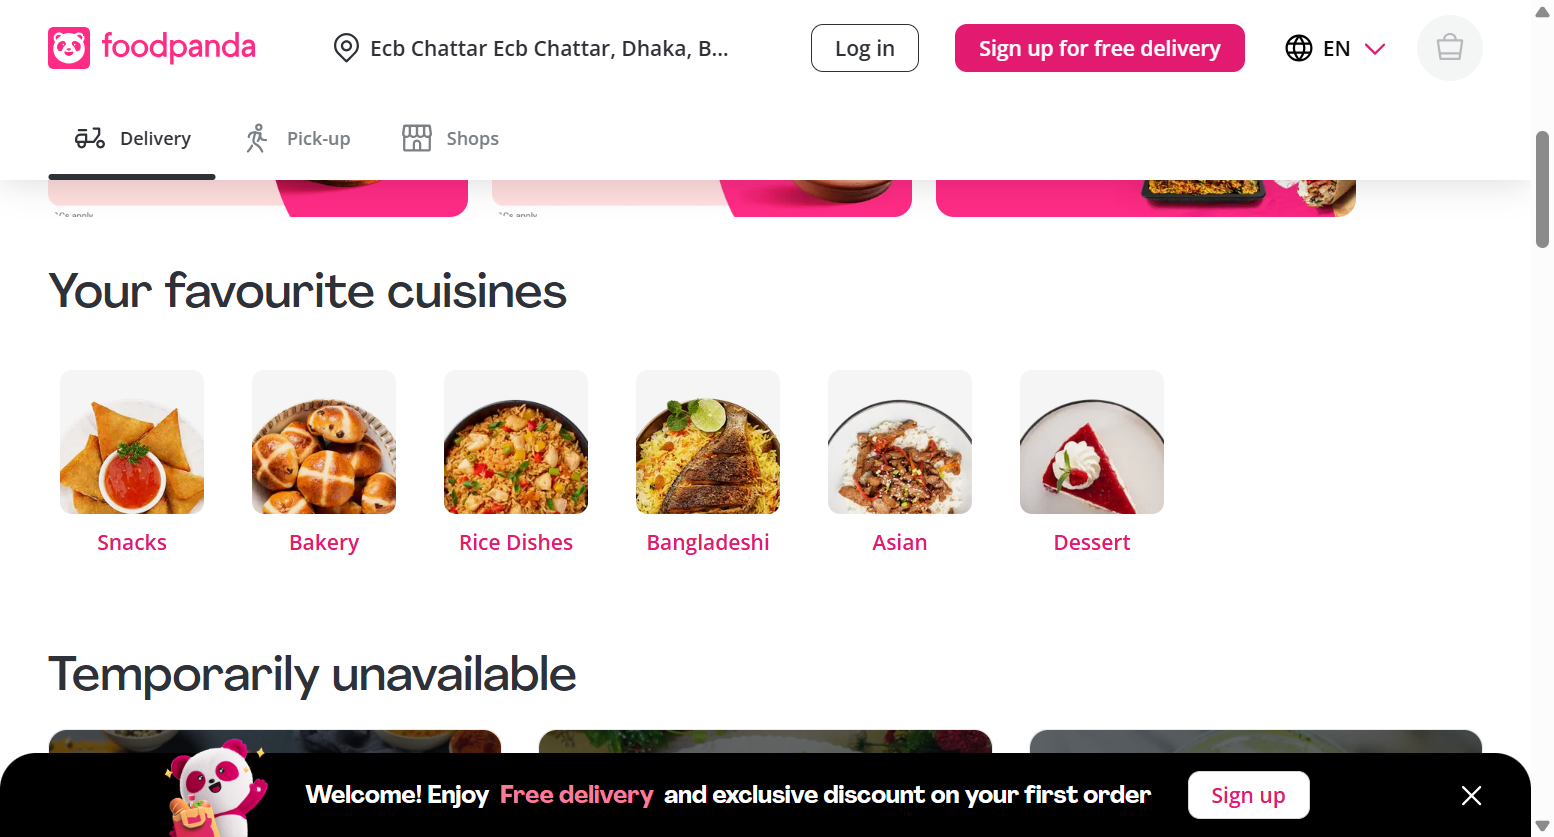 foodpanda
Ecb Chattar Ecb Chattar, Dhaka, B...
Log in
Sign up for free delivery
EN
Delivery
Pick-up
Shops
Your favourite cuisines
Snacks
Bakery
Rice Dishes
Bangladeshi
Asian
Dessert
Temporarily unavailable
Welcome! Enjoy Free delivery and exclusive discount on your first order
Sign up